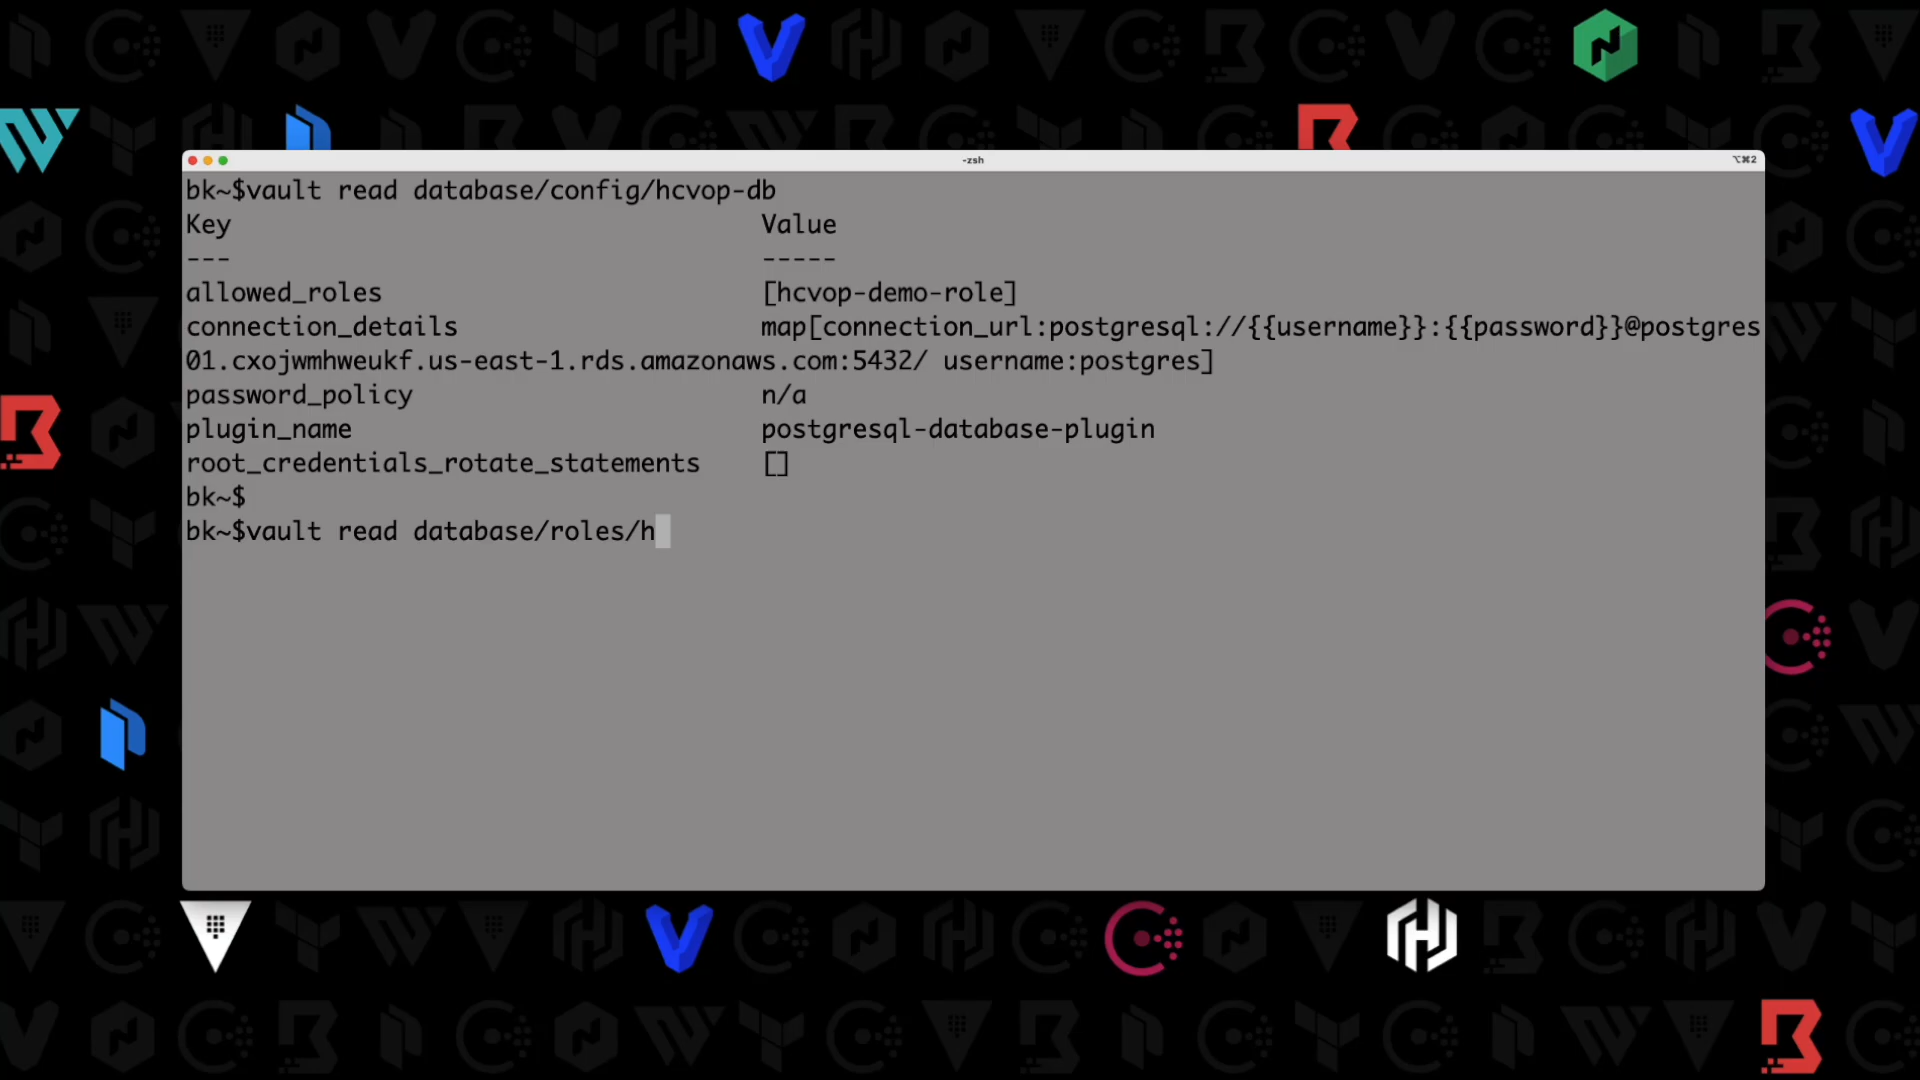 -zsh
⌥⌘2
bk~$vault read database/config/hcvop-db
Key Value
--- -----
allowed_roles [hcvop-demo-role]
connection_details map[connection_url:postgresql://{{username}}:{{password}}@postgres
01.cxojwmhweukf.us-east-1.rds.amazonaws.com:5432/ username:postgres]
password_policy n/a
plugin_name postgresql-database-plugin
root_credentials_rotate_statements []
bk~$
bk~$vault read database/roles/h